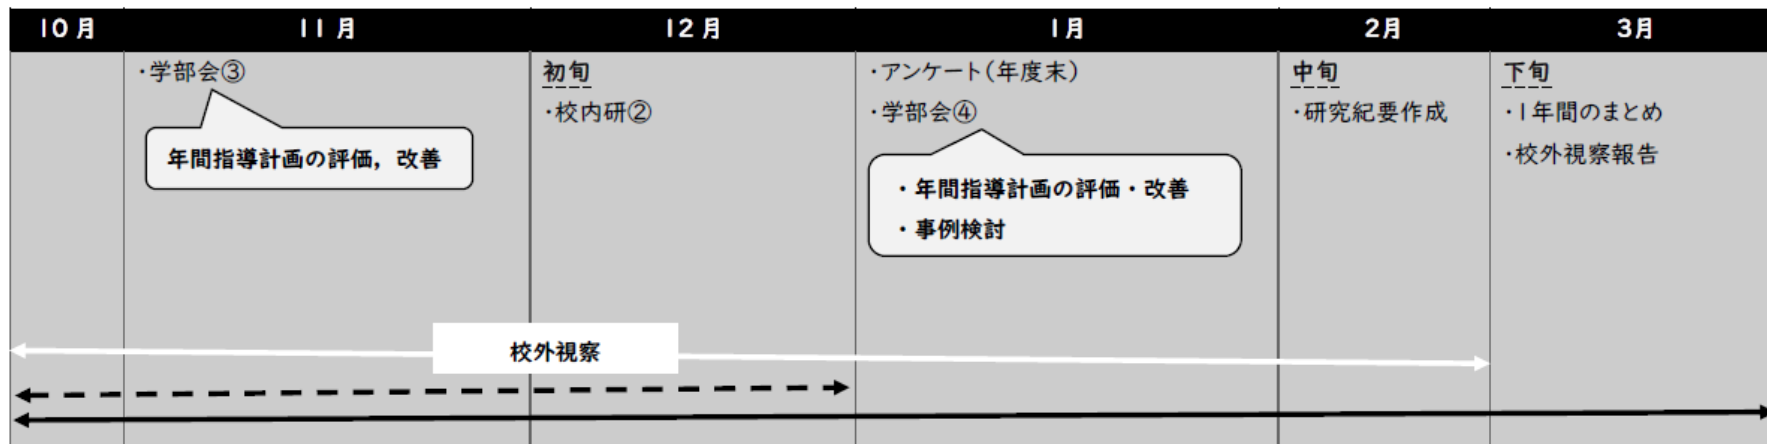 10月
11月
12月
1月
2月
3月
・学部会③
年間指導計画の評価，改善
初旬
・校内研②
・アンケート（年度末）
・学部会④
・年間指導計画の評価・改善
・事例検討
中旬
・研究紀要作成
下旬
・1年間のまとめ
・校外視察報告
校外視察